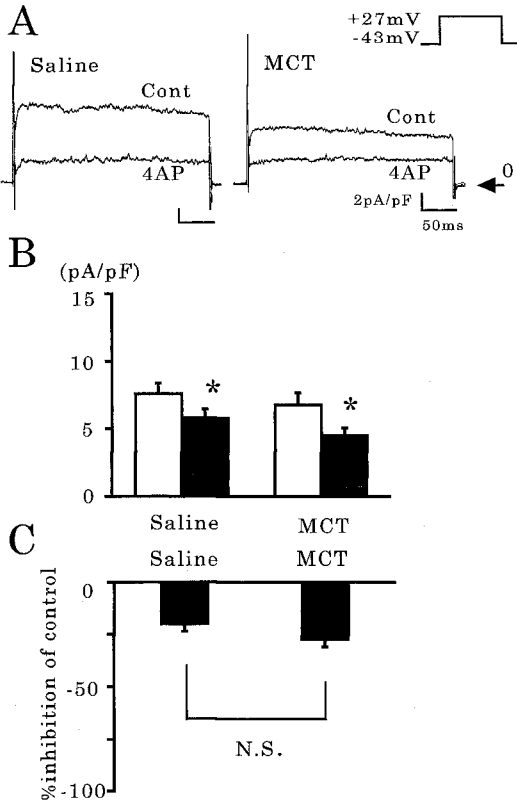 A
+27mV
-43mV
Saline
MCT
Cont
Cont
4AP
4AP
0
2pA/pF
50ms
B
(pA/pF)
15
10
5
0
*
*
Saline
MCT
C
Saline
MCT
0
-50
-100
%inhibition of control
N.S.